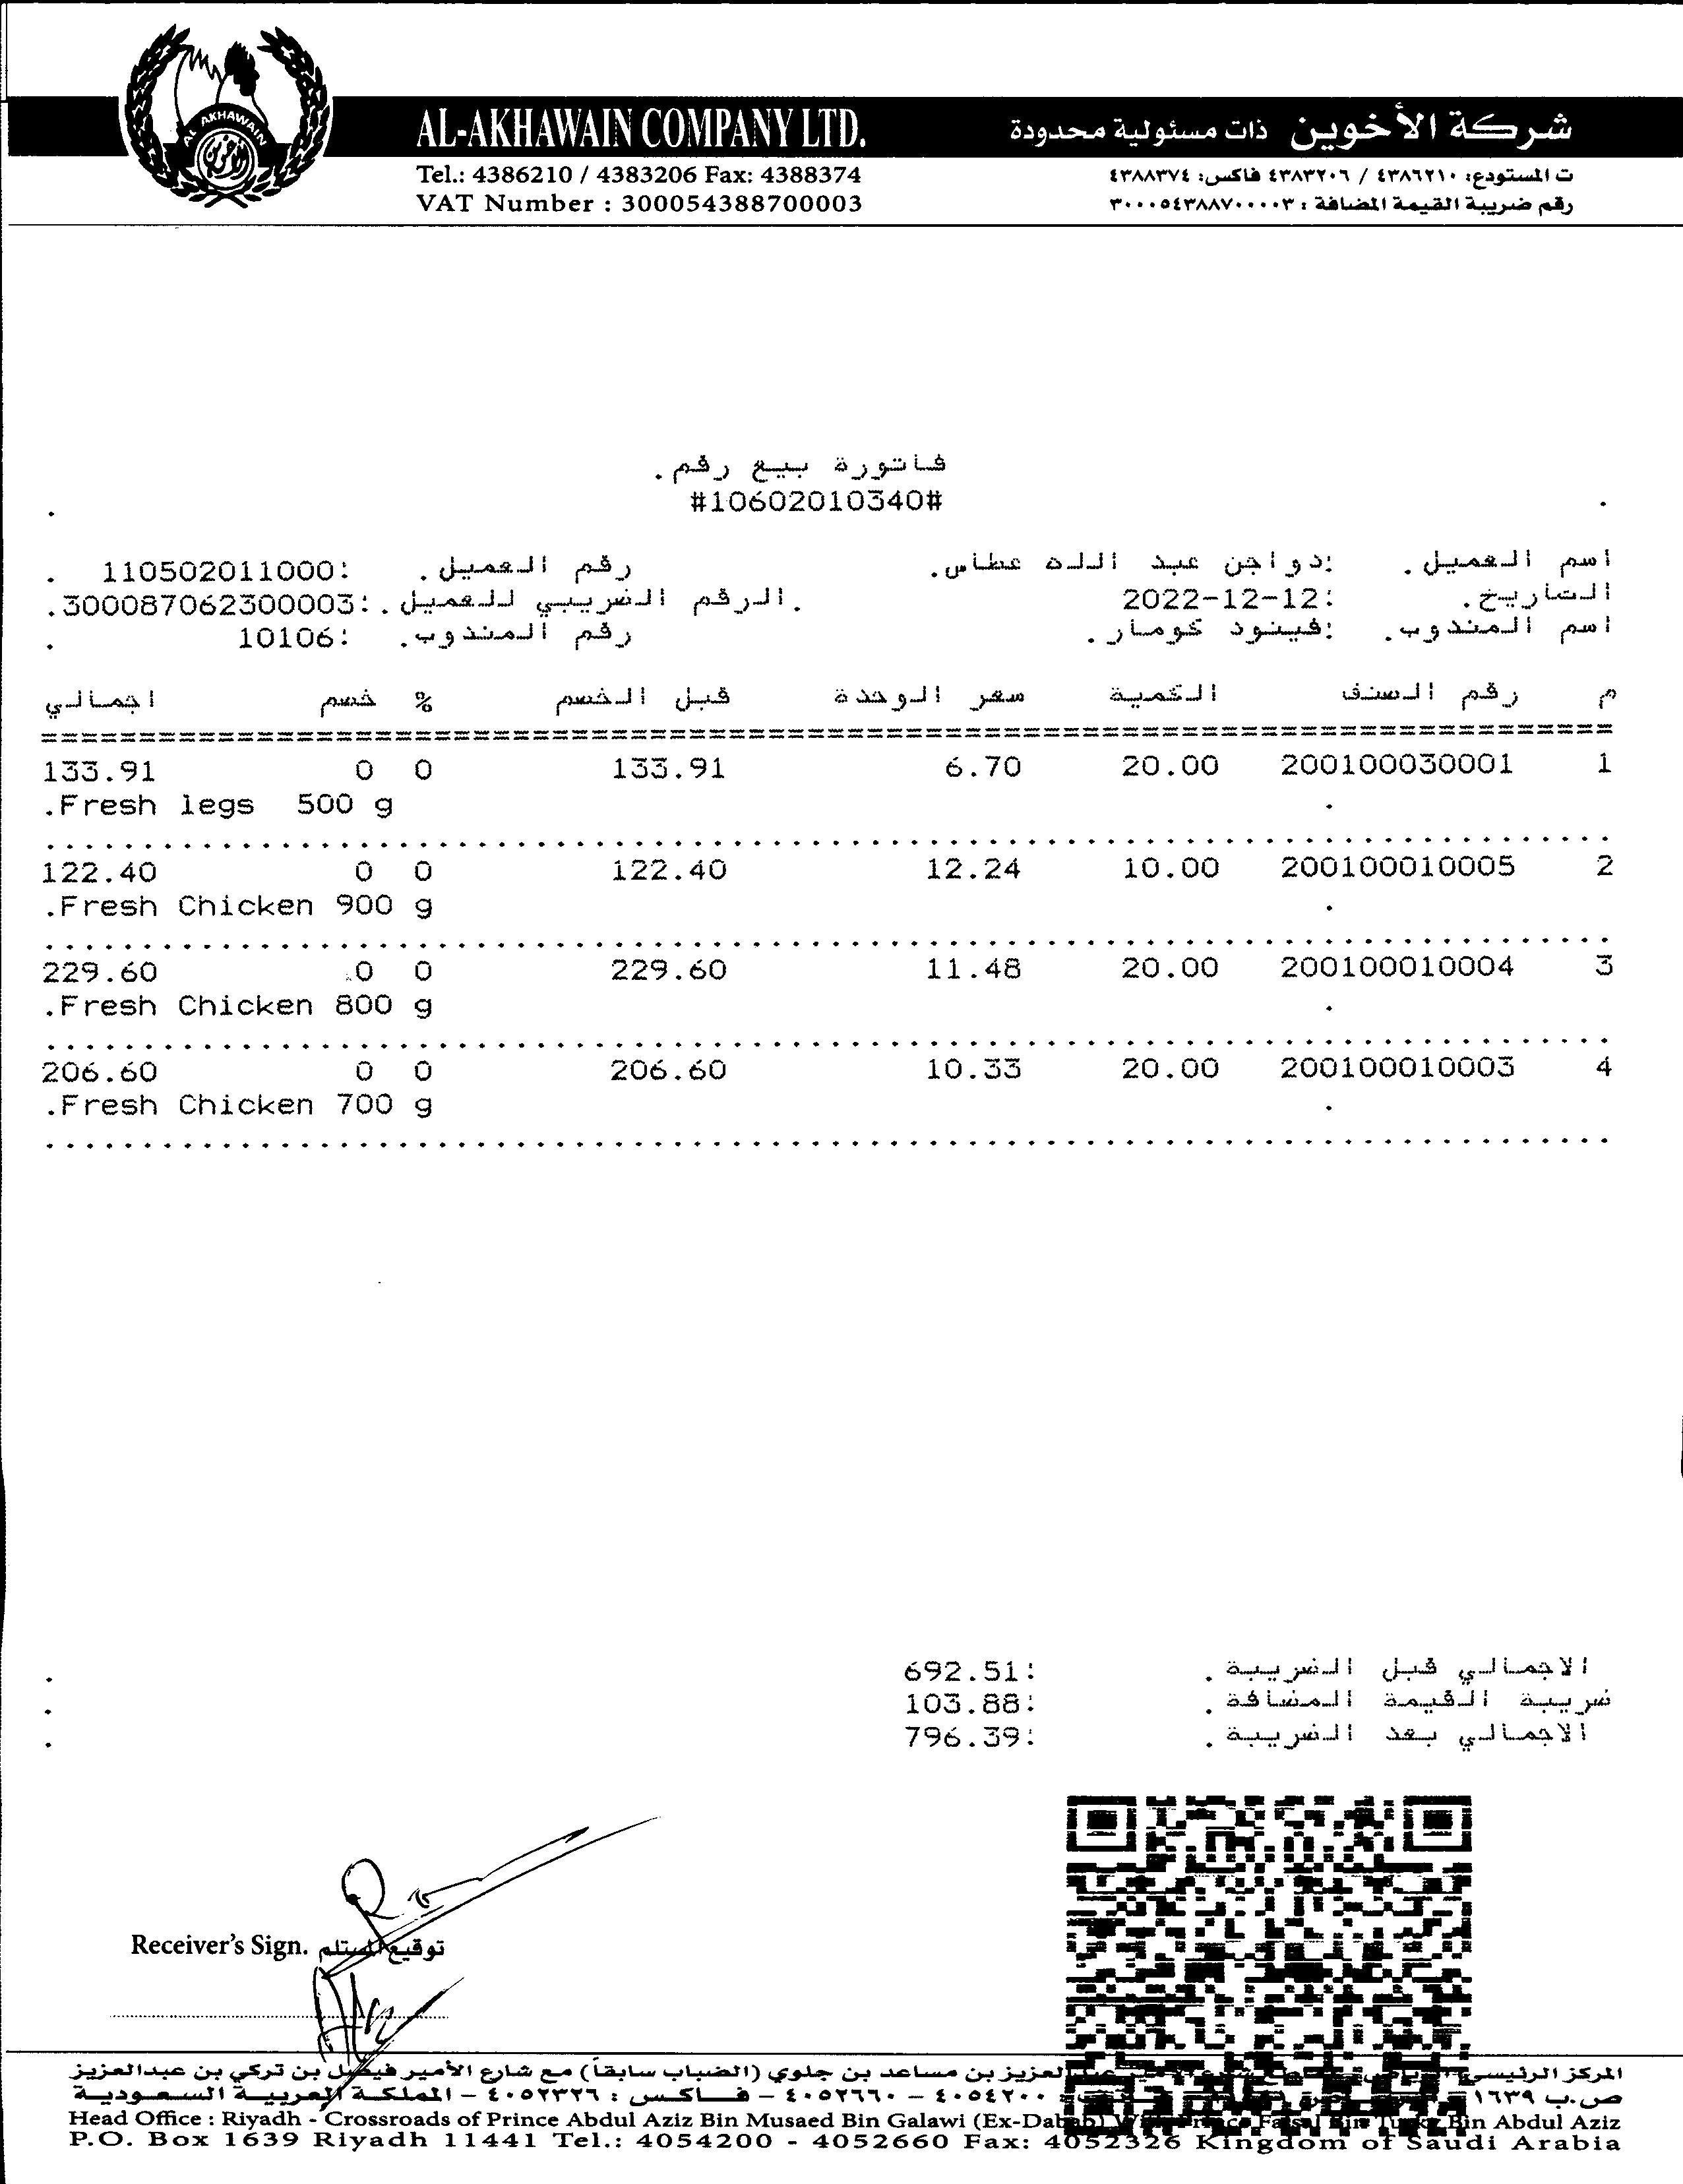 AL AKHAWAIN
AL-AKHAWAIN COMPANY LTD.
شركة الأخوين ذات مسئولية محدودة
Tel.: 4386210 / 4383206 Fax: 4388374
ت المستودع: ٤٣٨٦٢١٠ / ٤٣٨٣٢٠٦ فاكس: ٤٣٨٨٣٧٤
VAT Number : 300054388700003
رقم ضريبة القيمة المضافة : ٣٠٠٠٥٤٣٨٨٧٠٠٠٠٣
فاتورة بيع رقم.
#10602010340#
اسم العميل. :دواجن عبد الله عطاس. رقم العميل. :110502011000 .
التاريخ. :2022-12-12 .الرقم الضريبي للعميل.:300087062300003.
اسم المندوب. :فينود كومار. رقم المندوب. :10106 .
م رقم الصنف الكمية سعر الوحدة قبل الخصم % خصم اجمالي
1 200100030001 20.00 6.70 133.91 0 0 133.91
.Fresh legs 500 g
2 200100010005 10.00 12.24 122.40 0 0 122.40
.Fresh Chicken 900 g
3 200100010004 20.00 11.48 229.60 0 0 229.60
.Fresh Chicken 800 g
4 200100010003 20.00 10.33 206.60 0 0 206.60
.Fresh Chicken 700 g
الاجمالي قبل الضريبة. :692.51
ضريبة القيمة المضافة. :103.88
الاجمالي بعد الضريبة. :796.39
Receiver's Sign. توقيع المستلم
المركز الرئيسي العزيز بن مساعد بن جلوي (الضباب سابقاً) مع شارع الأمير فيصل بن تركي بن عبدالعزيز
ص.ب ١٦٣٩ ٤٠٥٤٢٠٠ – ٤٠٥٢٦٦٠ – فاكس : ٤٠٥٢٣٢٦ – المملكة العربية السعودية
Head Office : Riyadh - Crossroads of Prince Abdul Aziz Bin Musaed Bin Galawi (Ex-Dabab) With Prince Faisal Bin Turky Bin Abdul Aziz
P.O. Box 1639 Riyadh 11441 Tel.: 4054200 - 4052660 Fax: 4052326 Kingdom of Saudi Arabia